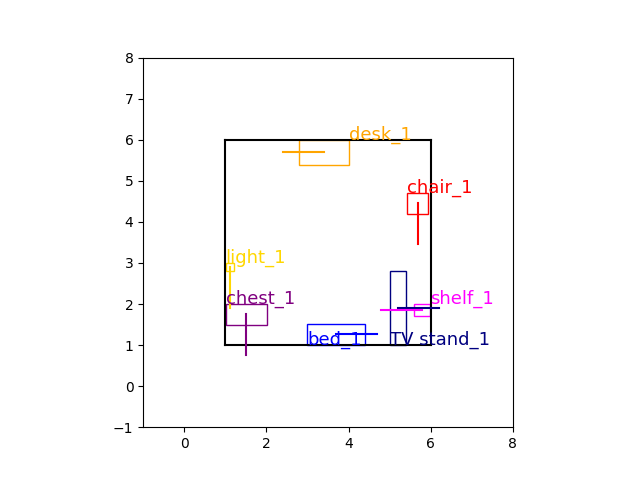 8
7
6
5
4
3
2
1
0
−1
desk_1
chair_1
light_1
chest_1
shelf_1
bed_1
TV stand_1
0 2 4 6 8